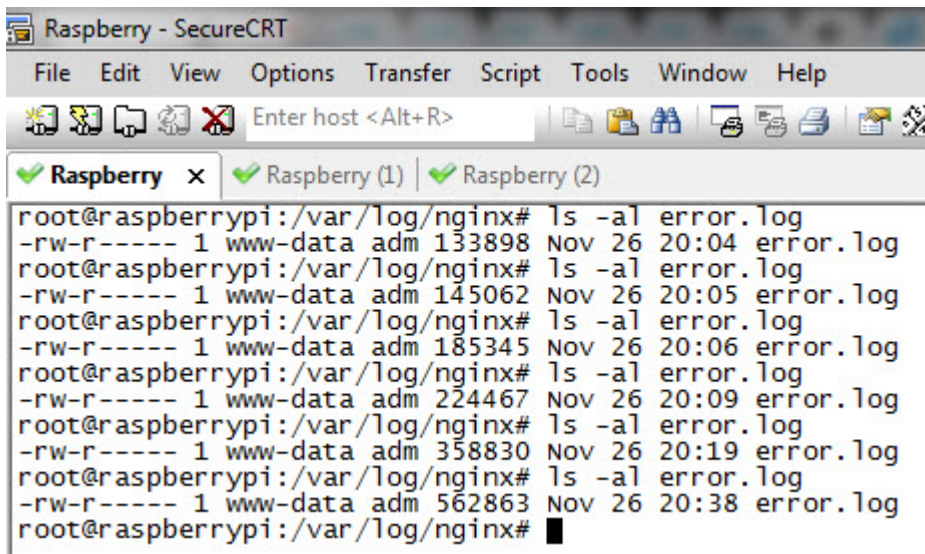 Raspberry - SecureCRT
File Edit View Options Transfer Script Tools Window Help
Enter host <Alt+R>
Raspberry x Raspberry (1) Raspberry (2)
root@raspberrypi:/var/log/nginx# ls -al error.log
-rw-r----- 1 www-data adm 133898 Nov 26 20:04 error.log
root@raspberrypi:/var/log/nginx# ls -al error.log
-rw-r----- 1 www-data adm 145062 Nov 26 20:05 error.log
root@raspberrypi:/var/log/nginx# ls -al error.log
-rw-r----- 1 www-data adm 185345 Nov 26 20:06 error.log
root@raspberrypi:/var/log/nginx# ls -al error.log
-rw-r----- 1 www-data adm 224467 Nov 26 20:09 error.log
root@raspberrypi:/var/log/nginx# ls -al error.log
-rw-r----- 1 www-data adm 358830 Nov 26 20:19 error.log
root@raspberrypi:/var/log/nginx# ls -al error.log
-rw-r----- 1 www-data adm 562863 Nov 26 20:38 error.log
root@raspberrypi:/var/log/nginx#